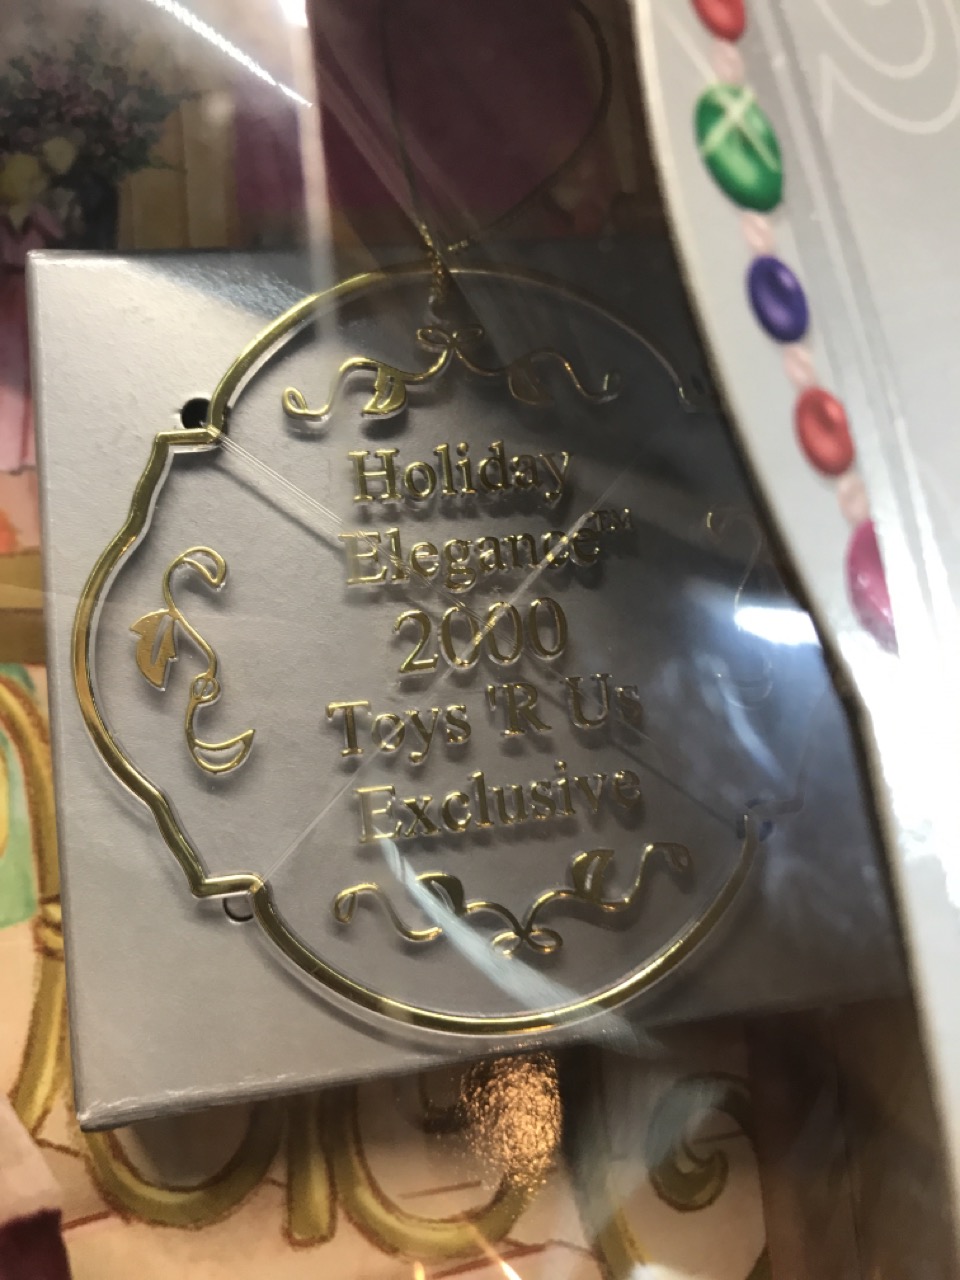 Holiday
Elegance™
2000
Toys 'R Us
Exclusive